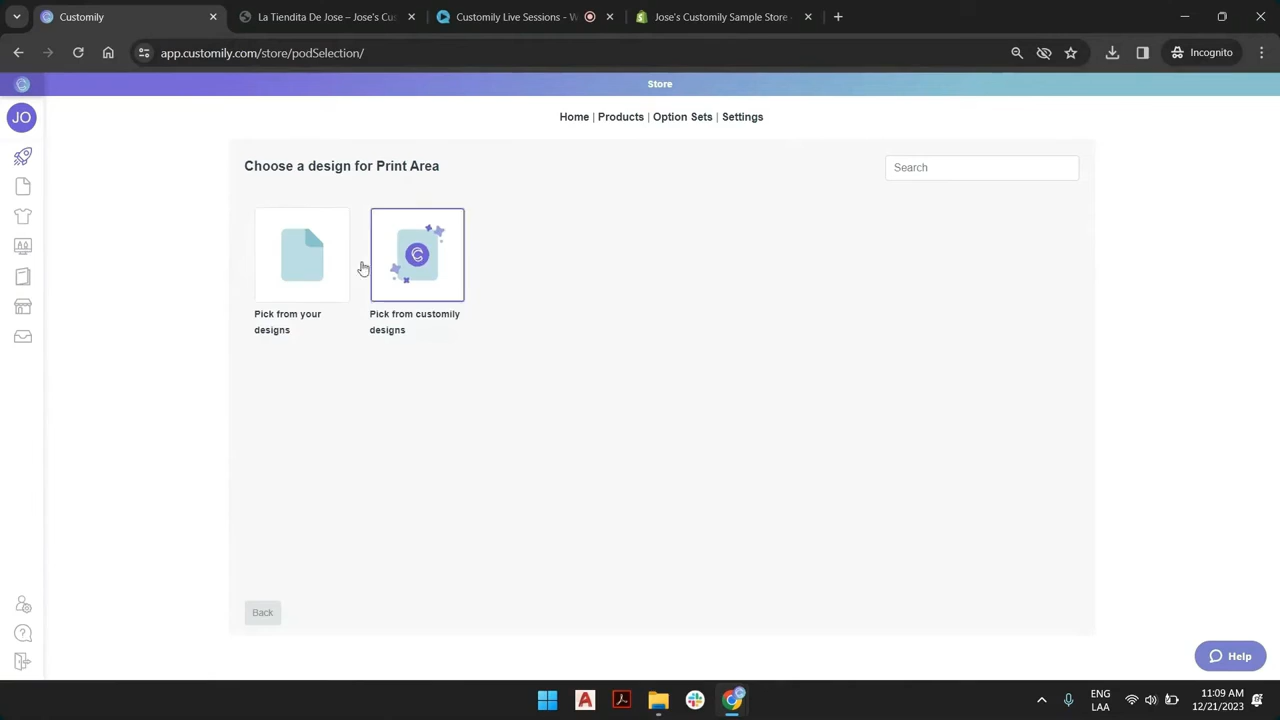 Customily
La Tiendita De Jose – Jose's Cu
Customily Live Sessions - W
Jose's Customily Sample Store
app.customily.com/store/podSelection/
Incognito
Store
JO
Home | Products | Option Sets | Settings
Choose a design for Print Area
Search
C
Pick from your
designs
Pick from customily
designs
Back
Help
ENG
LAA
11:09 AM
12/21/2023